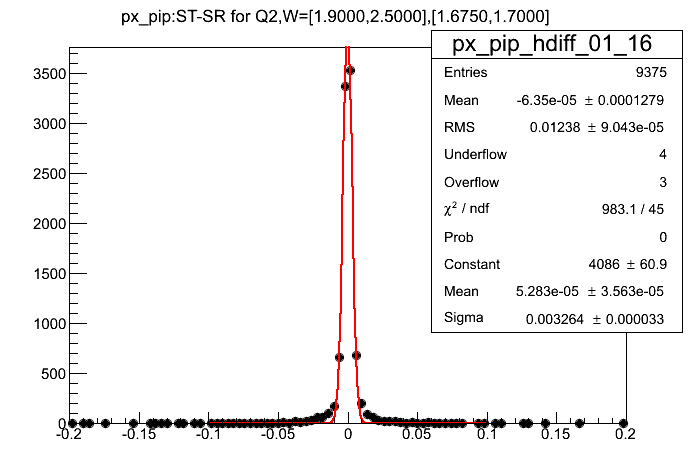 px_pip:ST-SR for Q2,W=[1.9000,2.5000],[1.6750,1.7000]
px_pip_hdiff_01_16
Entries 9375
Mean -6.35e-05 ± 0.0001279
RMS 0.01238 ± 9.043e-05
Underflow 4
Overflow 3
χ² / ndf 983.1 / 45
Prob 0
Constant 4086 ± 60.9
Mean 5.283e-05 ± 3.563e-05
Sigma 0.003264 ± 0.000033
3500
3000
2500
2000
1500
1000
500
0
-0.2 -0.15 -0.1 -0.05 0 0.05 0.1 0.15 0.2